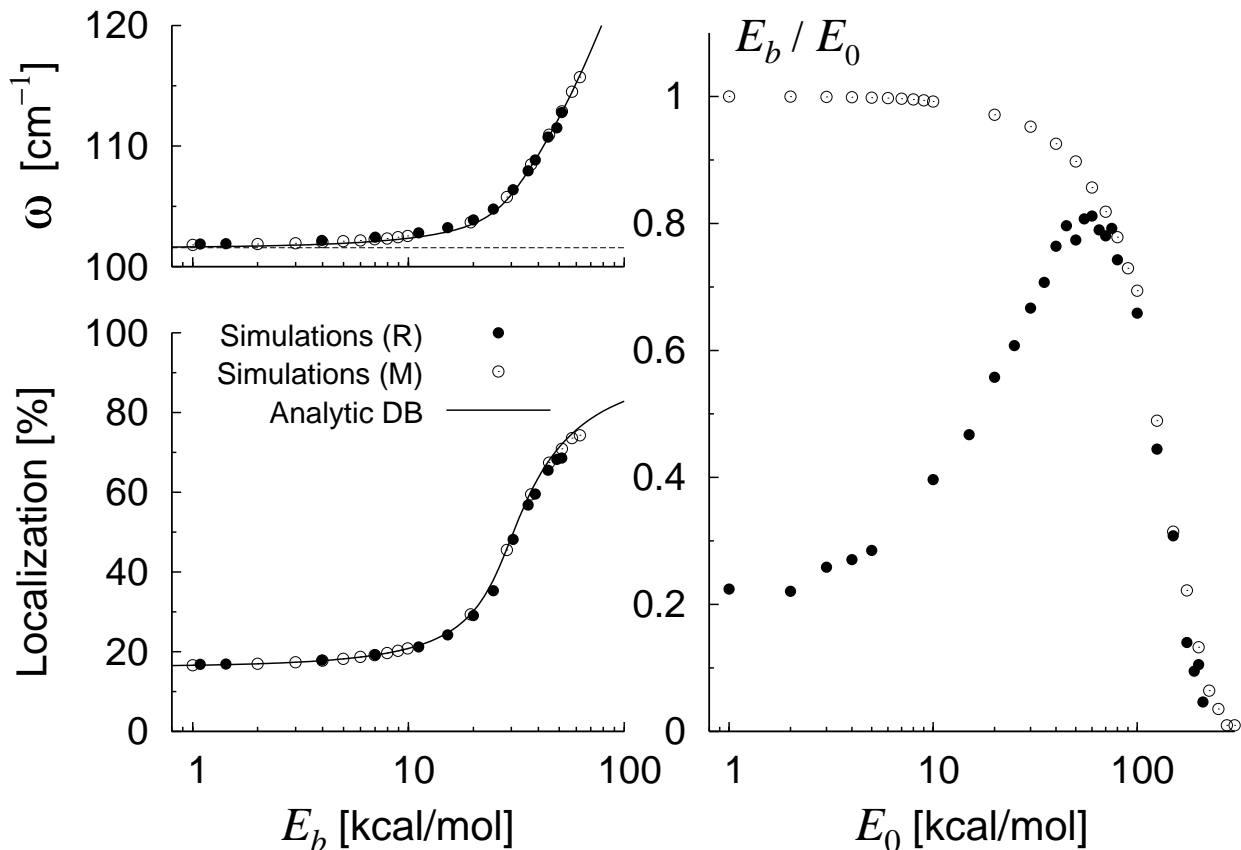 120
110
100
ω [cm−1]
100
80
60
40
20
0
Localization [%]
Simulations (R)
Simulations (M)
Analytic DB
1 10 100
Eb [kcal/mol]
Eb / E0
1
0.8
0.6
0.4
0.2
0
1 10 100
E0 [kcal/mol]